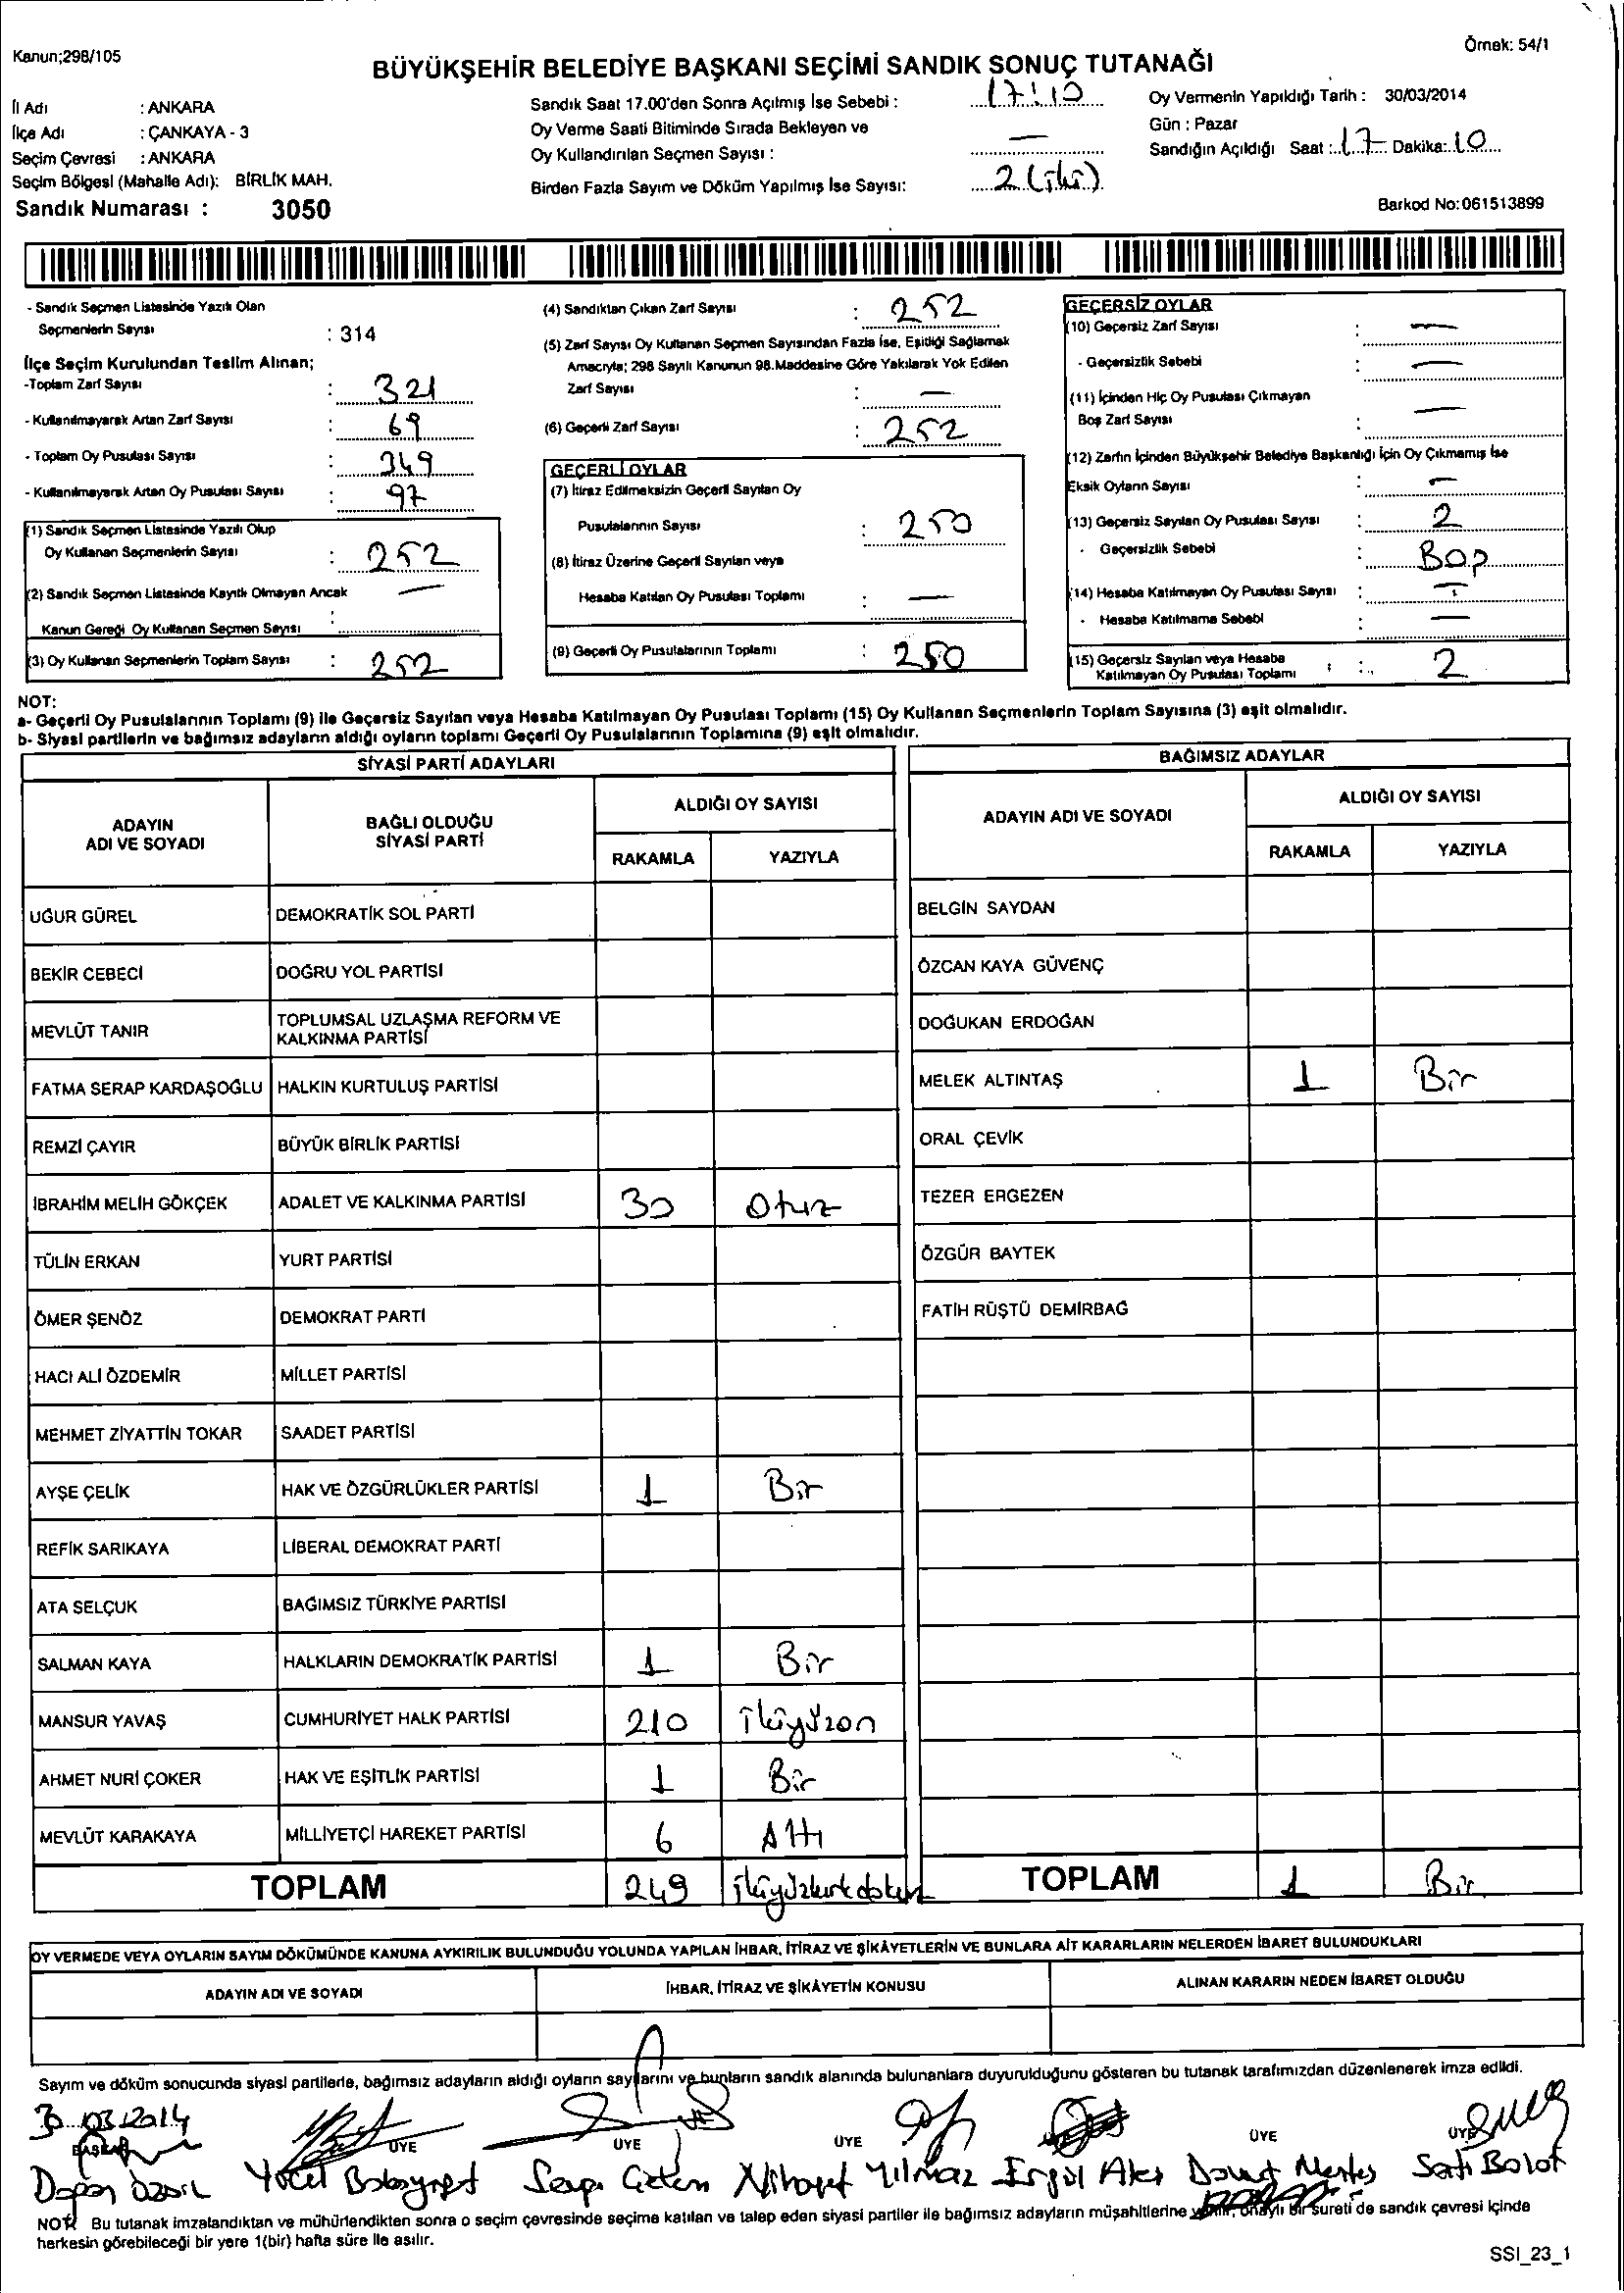 Kanun;298/105
Örnek: 54/1
BÜYÜKŞEHİR BELEDİYE BAŞKANI SEÇİMİ SANDIK SONUÇ TUTANAĞI
İl Adı : ANKARA
İlçe Adı : ÇANKAYA - 3
Seçim Çevresi : ANKARA
Seçim Bölgesi (Mahalle Adı): BİRLİK MAH.
Sandık Numarası : 3050
Sandık Saat 17.00'den Sonra Açılmış İse Sebebi : 17:10
Oy Verme Saati Bitiminde Sırada Bekleyen ve
Oy Kullandırılan Seçmen Sayısı : —
Birden Fazla Sayım ve Döküm Yapılmış İse Sayısı: 2 (iki)
Oy Vermenin Yapıldığı Tarih : 30/03/2014
Gün : Pazar
Sandığın Açıldığı Saat : 17 Dakika: 10
Barkod No:061513899
- Sandık Seçmen Listesinde Yazılı Olan
Seçmenlerin Sayısı : 314
İlçe Seçim Kurulundan Teslim Alınan;
-Toplam Zarf Sayısı : 321
- Kullanılmayarak Artan Zarf Sayısı : 69
- Toplam Oy Pusulası Sayısı : 349
- Kullanılmayarak Artan Oy Pusulası Sayısı : 97
(1) Sandık Seçmen Listesinde Yazılı Olup
Oy Kullanan Seçmenlerin Sayısı : 252
(2) Sandık Seçmen Listesinde Kayıtlı Olmayan Ancak —
Kanun Gereği Oy Kullanan Seçmen Sayısı :
(3) Oy Kullanan Seçmenlerin Toplam Sayısı : 252
(4) Sandıktan Çıkan Zarf Sayısı : 252
(5) Zarf Sayısı Oy Kullanan Seçmen Sayısından Fazla İse, Eşitliği Sağlamak
Amacıyla; 298 Sayılı Kanunun 98.Maddesine Göre Yakılarak Yok Edilen
Zarf Sayısı : —
(6) Geçerli Zarf Sayısı : 252
GEÇERLİ OYLAR
(7) İtiraz Edilmeksizin Geçerli Sayılan Oy
Pusulalarının Sayısı : 250
(8) İtiraz Üzerine Geçerli Sayılan veya
Hesaba Katılan Oy Pusulası Toplamı : —
(9) Geçerli Oy Pusulalarının Toplamı : 250
GEÇERSİZ OYLAR
(10) Geçersiz Zarf Sayısı : —
- Geçersizlik Sebebi : —
(11) İçinden Hiç Oy Pusulası Çıkmayan
Boş Zarf Sayısı : —
(12) Zarfın İçinden Büyükşehir Belediye Başkanlığı İçin Oy Çıkmamış İse
Eksik Oyların Sayısı : —
(13) Geçersiz Sayılan Oy Pusulası Sayısı : 2
- Geçersizlik Sebebi :
(14) Hesaba Katılmayan Oy Pusulası Sayısı : —
- Hesaba Katılmama Sebebi : —
(15) Geçersiz Sayılan veya Hesaba
Katılmayan Oy Pusulası Toplamı : 2
NOT:
a- Geçerli Oy Pusulalarının Toplamı (9) ile Geçersiz Sayılan veya Hesaba Katılmayan Oy Pusulası Toplamı (15) Oy Kullanan Seçmenlerin Toplam Sayısına (3) eşit olmalıdır.
b- Siyasi partilerin ve bağımsız adayların aldığı oyların toplamı Geçerli Oy Pusulalarının Toplamına (9) eşit olmalıdır.
SİYASİ PARTİ ADAYLARI
ADAYIN
ADI VE SOYADI
BAĞLI OLDUĞU
SİYASİ PARTİ
ALDIĞI OY SAYISI
RAKAMLA YAZIYLA
UĞUR GÜREL DEMOKRATİK SOL PARTİ
BEKİR CEBECİ DOĞRU YOL PARTİSİ
MEVLÜT TANIR TOPLUMSAL UZLAŞMA REFORM VE
KALKINMA PARTİSİ
FATMA SERAP KARDAŞOĞLU HALKIN KURTULUŞ PARTİSİ
REMZİ ÇAYIR BÜYÜK BİRLİK PARTİSİ
İBRAHİM MELİH GÖKÇEK ADALET VE KALKINMA PARTİSİ 30 Otuz
TÜLİN ERKAN YURT PARTİSİ
ÖMER ŞENÖZ DEMOKRAT PARTİ
HACI ALİ ÖZDEMİR MİLLET PARTİSİ
MEHMET ZİYATTİN TOKAR SAADET PARTİSİ
AYŞE ÇELİK HAK VE ÖZGÜRLÜKLER PARTİSİ 1 Bir
REFİK SARIKAYA LİBERAL DEMOKRAT PARTİ
ATA SELÇUK BAĞIMSIZ TÜRKİYE PARTİSİ
SALMAN KAYA HALKLARIN DEMOKRATİK PARTİSİ 1 Bir
MANSUR YAVAŞ CUMHURİYET HALK PARTİSİ 210 ikiyüzon
AHMET NURİ ÇOKER HAK VE EŞİTLİK PARTİSİ 1 Bir
MEVLÜT KARAKAYA MİLLİYETÇİ HAREKET PARTİSİ 6 Altı
TOPLAM 249 ikiyüzkırkdokuz
BAĞIMSIZ ADAYLAR
ADAYIN ADI VE SOYADI
ALDIĞI OY SAYISI
RAKAMLA YAZIYLA
BELGİN SAYDAN
ÖZCAN KAYA GÜVENÇ
DOĞUKAN ERDOĞAN
MELEK ALTINTAŞ 1 Bir
ORAL ÇEVİK
TEZER ERGEZEN
ÖZGÜR BAYTEK
FATİH RÜŞTÜ DEMİRBAĞ
TOPLAM 1 Bir
OY VERMEDE VEYA OYLARIN SAYIM DÖKÜMÜNDE KANUNA AYKIRILIK BULUNDUĞU YOLUNDA YAPILAN İHBAR, İTİRAZ VE ŞİKÂYETLERİN VE BUNLARA AİT KARARLARIN NELERDEN İBARET BULUNDUKLARI
ADAYIN ADI VE SOYADI İHBAR, İTİRAZ VE ŞİKÂYETİN KONUSU ALINAN KARARIN NEDEN İBARET OLDUĞU
Sayım ve döküm sonucunda siyasi partilerle, bağımsız adayların aldığı oyların sayılarını ve bunların sandık alanında bulunanlara duyurulduğunu gösteren bu tutanak tarafımızdan düzenlenerek imza edildi.
30.03.2014
BAŞKAN ÜYE ÜYE ÜYE ÜYE ÜYE ÜYE
Yücel Sezgi Nihayet Yılmaz Satı Bolat
NOT: Bu tutanak imzalandıktan ve mühürlendikten sonra o seçim çevresinde seçime katılan ve talep eden siyasi partiler ile bağımsız adayların müşahitlerine verilir, onaylı bir sureti de sandık çevresi içinde
herkesin görebileceği bir yere 1(bir) hafta süre ile asılır.
SSI_23_1